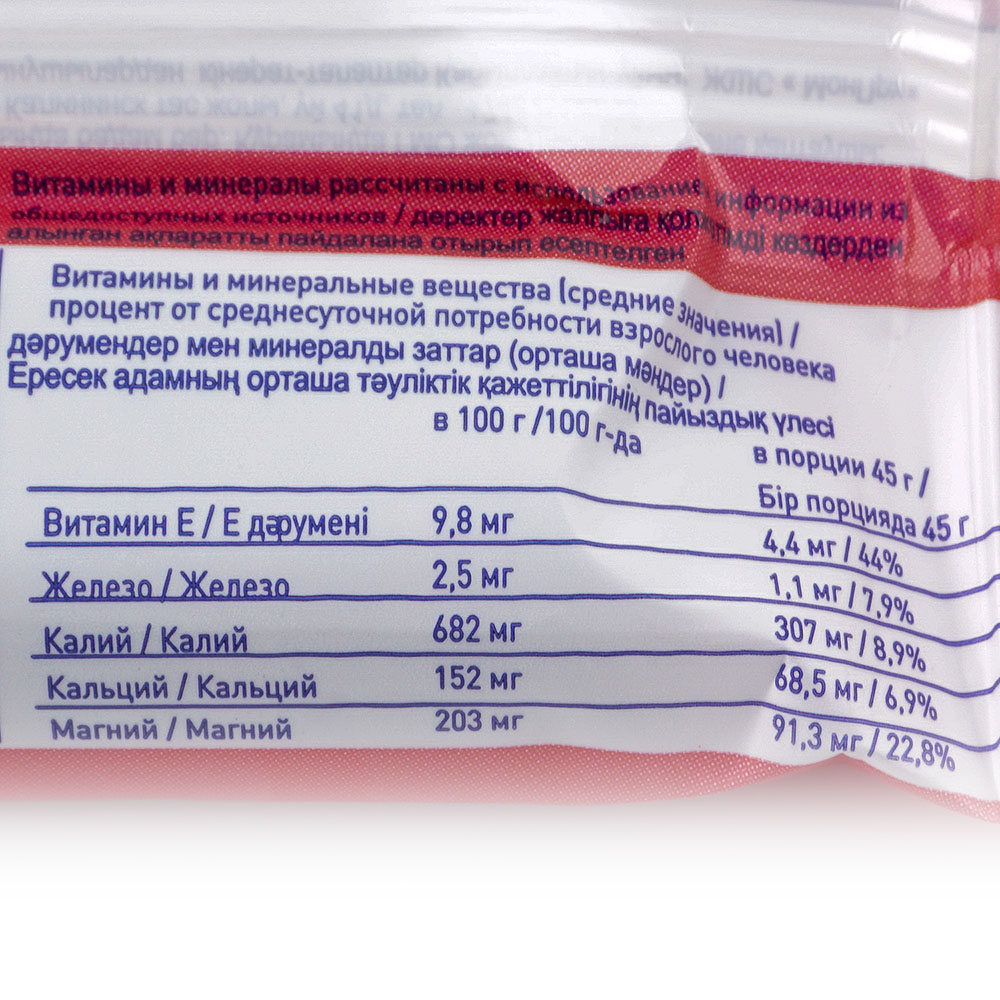 Витамины и минералы рассчитаны с использование информации из
общедоступных источников / деректер жалпыға қолжетімді көздерден
алынған ақпаратты пайдалана отырып есептелген
Витамины и минеральные вещества (средние значения) /
процент от среднесуточной потребности взрослого человека
дәрумендер мен минералды заттар (орташа мәндер) /
Ересек адамның орташа тәуліктік қажеттілігінің пайыздық үлесі
в 100 г /100 г-да
в порции 45 г /
Бір порцияда 45 г
Витамин Е / Е дәрумені 9,8 мг 4,4 мг / 44%
Железо / Железо 2,5 мг 1,1 мг / 7,9%
Калий / Калий 682 мг 307 мг / 8,9%
Кальций / Кальций 152 мг 68,5 мг / 6,9%
Магний / Магний 203 мг 91,3 мг / 22,8%